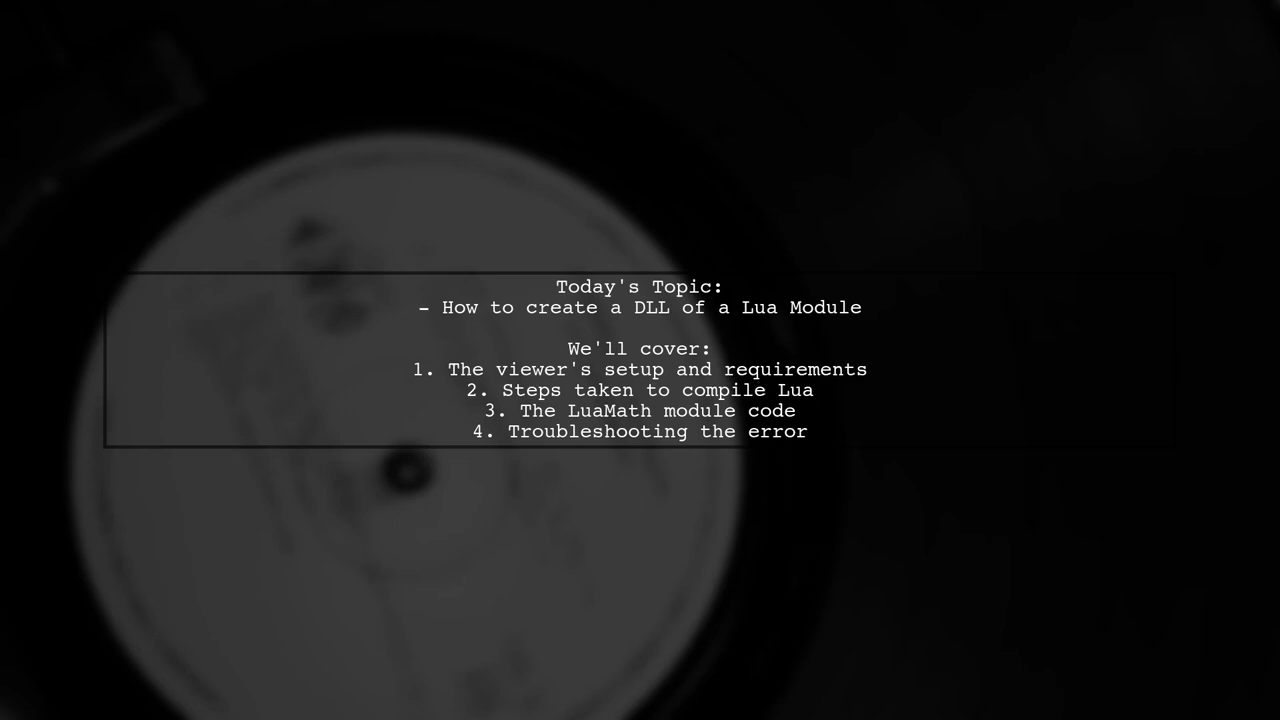 Today's Topic:
- How to create a DLL of a Lua Module
We'll cover:
1. The viewer's setup and requirements
2. Steps taken to compile Lua
3. The LuaMath module code
4. Troubleshooting the error